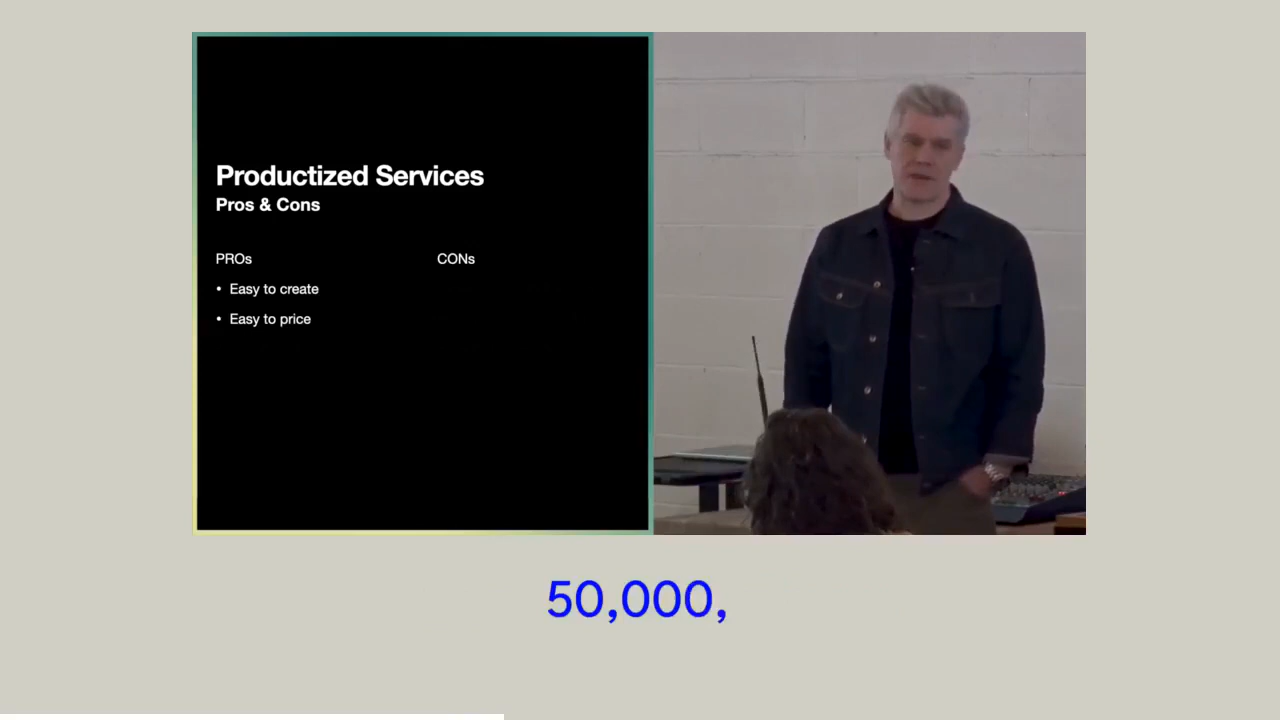 Productized Services
Pros & Cons
PROs
CONs
• Easy to create
• Easy to price
50,000,